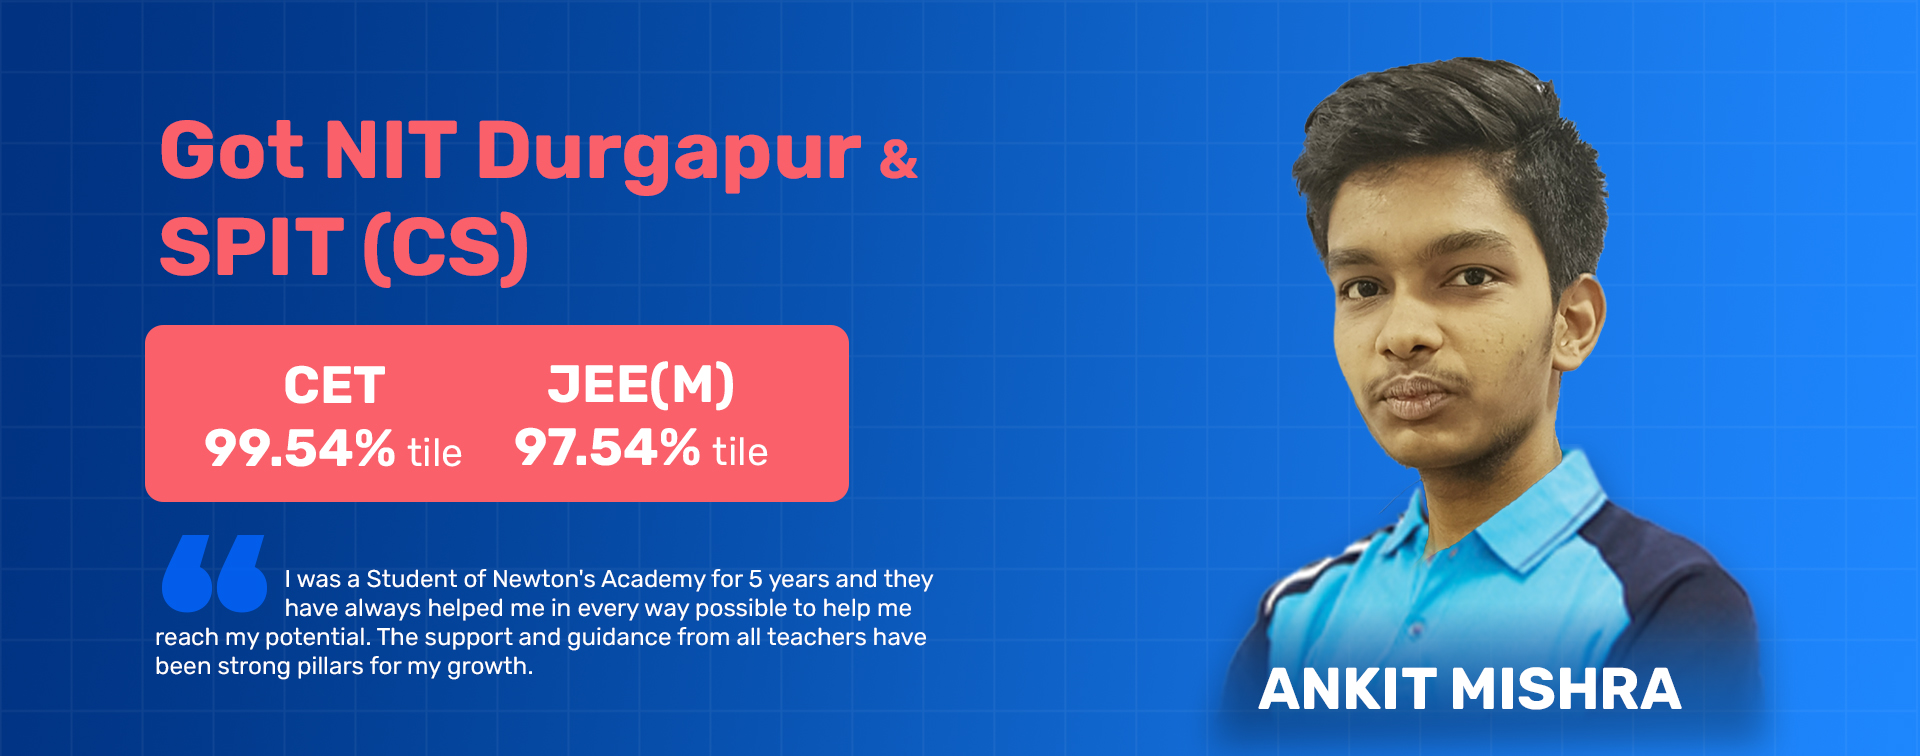 Got NIT Durgapur &
SPIT (CS)
CET
99.54% tile
JEE(M)
97.54% tile
“ I was a Student of Newton's Academy for 5 years and they
have always helped me in every way possible to help me
reach my potential. The support and guidance from all teachers have
been strong pillars for my growth.
ANKIT MISHRA